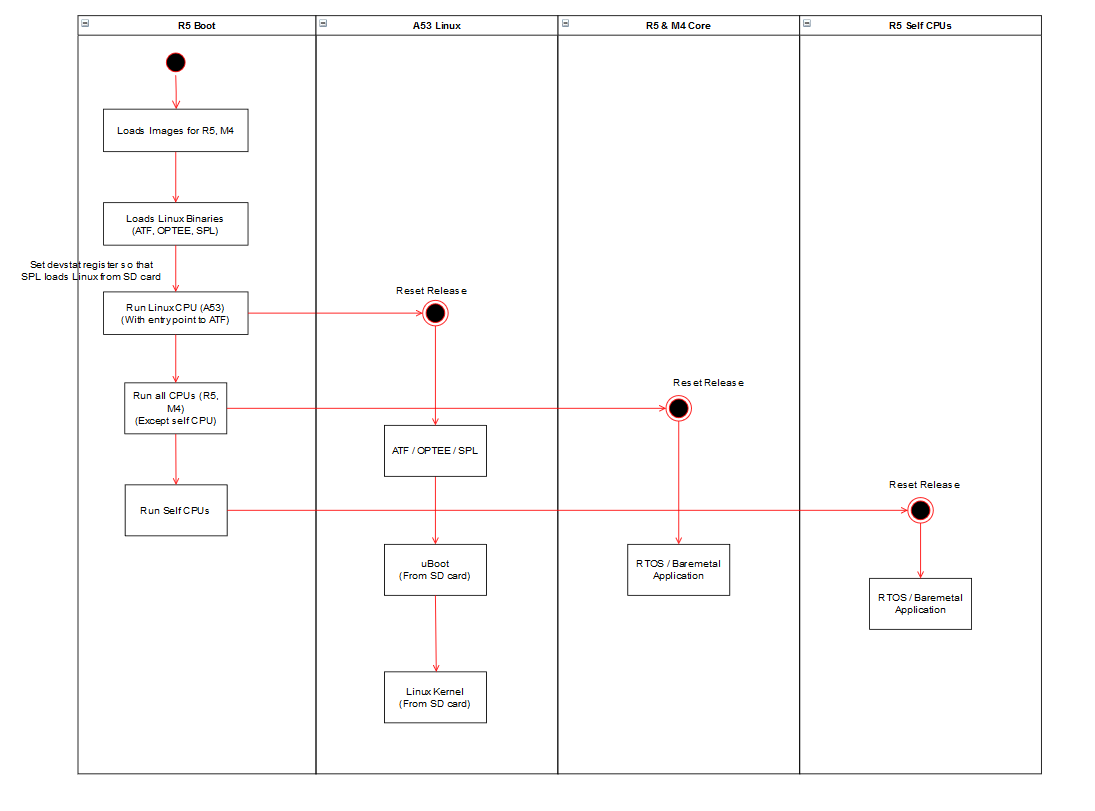 R5 Boot
A53 Linux
R5 & M4 Core
R5 Self CPUs
Loads Images for R5, M4
Loads Linux Binaries
(ATF, OPTEE, SPL)
Set devstat register so that
SPL loads Linux from SD card
Run Linux CPU (A53)
(With entry point to ATF)
Reset Release
Run all CPUs (R5,
M4)
(Except self CPU)
Reset Release
ATF / OPTEE / SPL
Run Self CPUs
Reset Release
uBoot
(From SD card)
RTOS / Baremetal
Application
RTOS / Baremetal
Application
Linux Kernel
(From SD card)